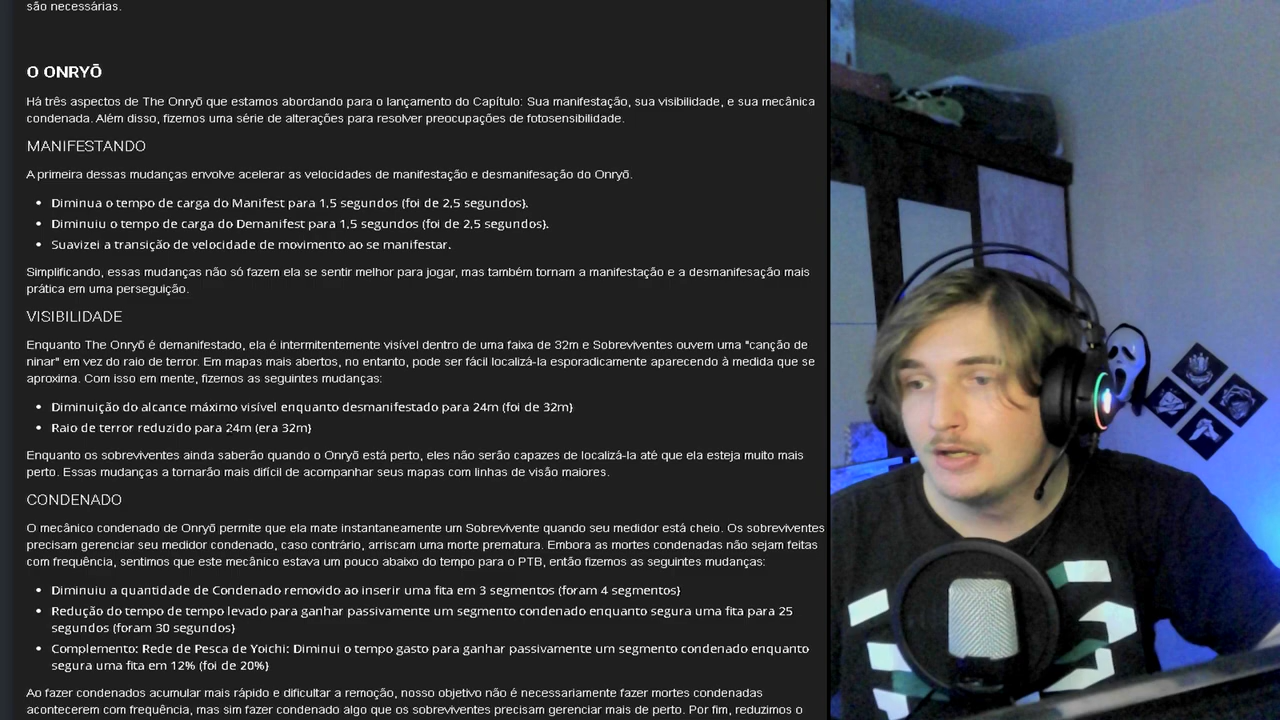 são necessárias.
O ONRYŌ
Há três aspectos de The Onryō que estamos abordando para o lançamento do Capítulo: Sua manifestação, sua visibilidade, e sua mecânica
condenada. Além disso, fizemos uma série de alterações para resolver preocupações de fotosensibilidade.
MANIFESTANDO
A primeira dessas mudanças envolve acelerar as velocidades de manifestação e desmanifesação do Onryō.
• Diminua o tempo de carga do Manifest para 1,5 segundos (foi de 2,5 segundos).
• Diminuiu o tempo de carga do Demanifest para 1,5 segundos (foi de 2,5 segundos).
• Suavizei a transição de velocidade de movimento ao se manifestar.
Simplificando, essas mudanças não só fazem ela se sentir melhor para jogar, mas também tornam a manifestação e a desmanifesação mais
prática em uma perseguição.
VISIBILIDADE
Enquanto The Onryō é demanifestado, ela é intermitentemente visível dentro de uma faixa de 32m e Sobreviventes ouvem uma "canção de
ninar" em vez do raio de terror. Em mapas mais abertos, no entanto, pode ser fácil localizá-la esporadicamente aparecendo à medida que se
aproxima. Com isso em mente, fizemos as seguintes mudanças:
• Diminuição do alcance máximo visível enquanto desmanifestado para 24m (foi de 32m)
• Raio de terror reduzido para 24m (era 32m)
Enquanto os sobreviventes ainda saberão quando o Onryō está perto, eles não serão capazes de localizá-la até que ela esteja muito mais
perto. Essas mudanças a tornarão mais difícil de acompanhar seus mapas com linhas de visão maiores.
CONDENADO
O mecânico condenado de Onryō permite que ela mate instantaneamente um Sobrevivente quando seu medidor está cheio. Os sobreviventes
precisam gerenciar seu medidor condenado, caso contrário, arriscam uma morte prematura. Embora as mortes condenadas não sejam feitas
com frequência, sentimos que este mecânico estava um pouco abaixo do tempo para o PTB, então fizemos as seguintes mudanças:
• Diminuiu a quantidade de Condenado removido ao inserir uma fita em 3 segmentos (foram 4 segmentos)
• Redução do tempo de tempo levado para ganhar passivamente um segmento condenado enquanto segura uma fita para 25
segundos (foram 30 segundos)
• Complemento: Rede de Pesca de Yoichi: Diminui o tempo gasto para ganhar passivamente um segmento condenado enquanto
segura uma fita em 12% (foi de 20%)
Ao fazer condenados acumular mais rápido e dificultar a remoção, nosso objetivo não é necessariamente fazer mortes condenadas
acontecerem com frequência, mas sim fazer condenado algo que os sobreviventes precisam gerenciar mais de perto. Por fim, reduzimos o